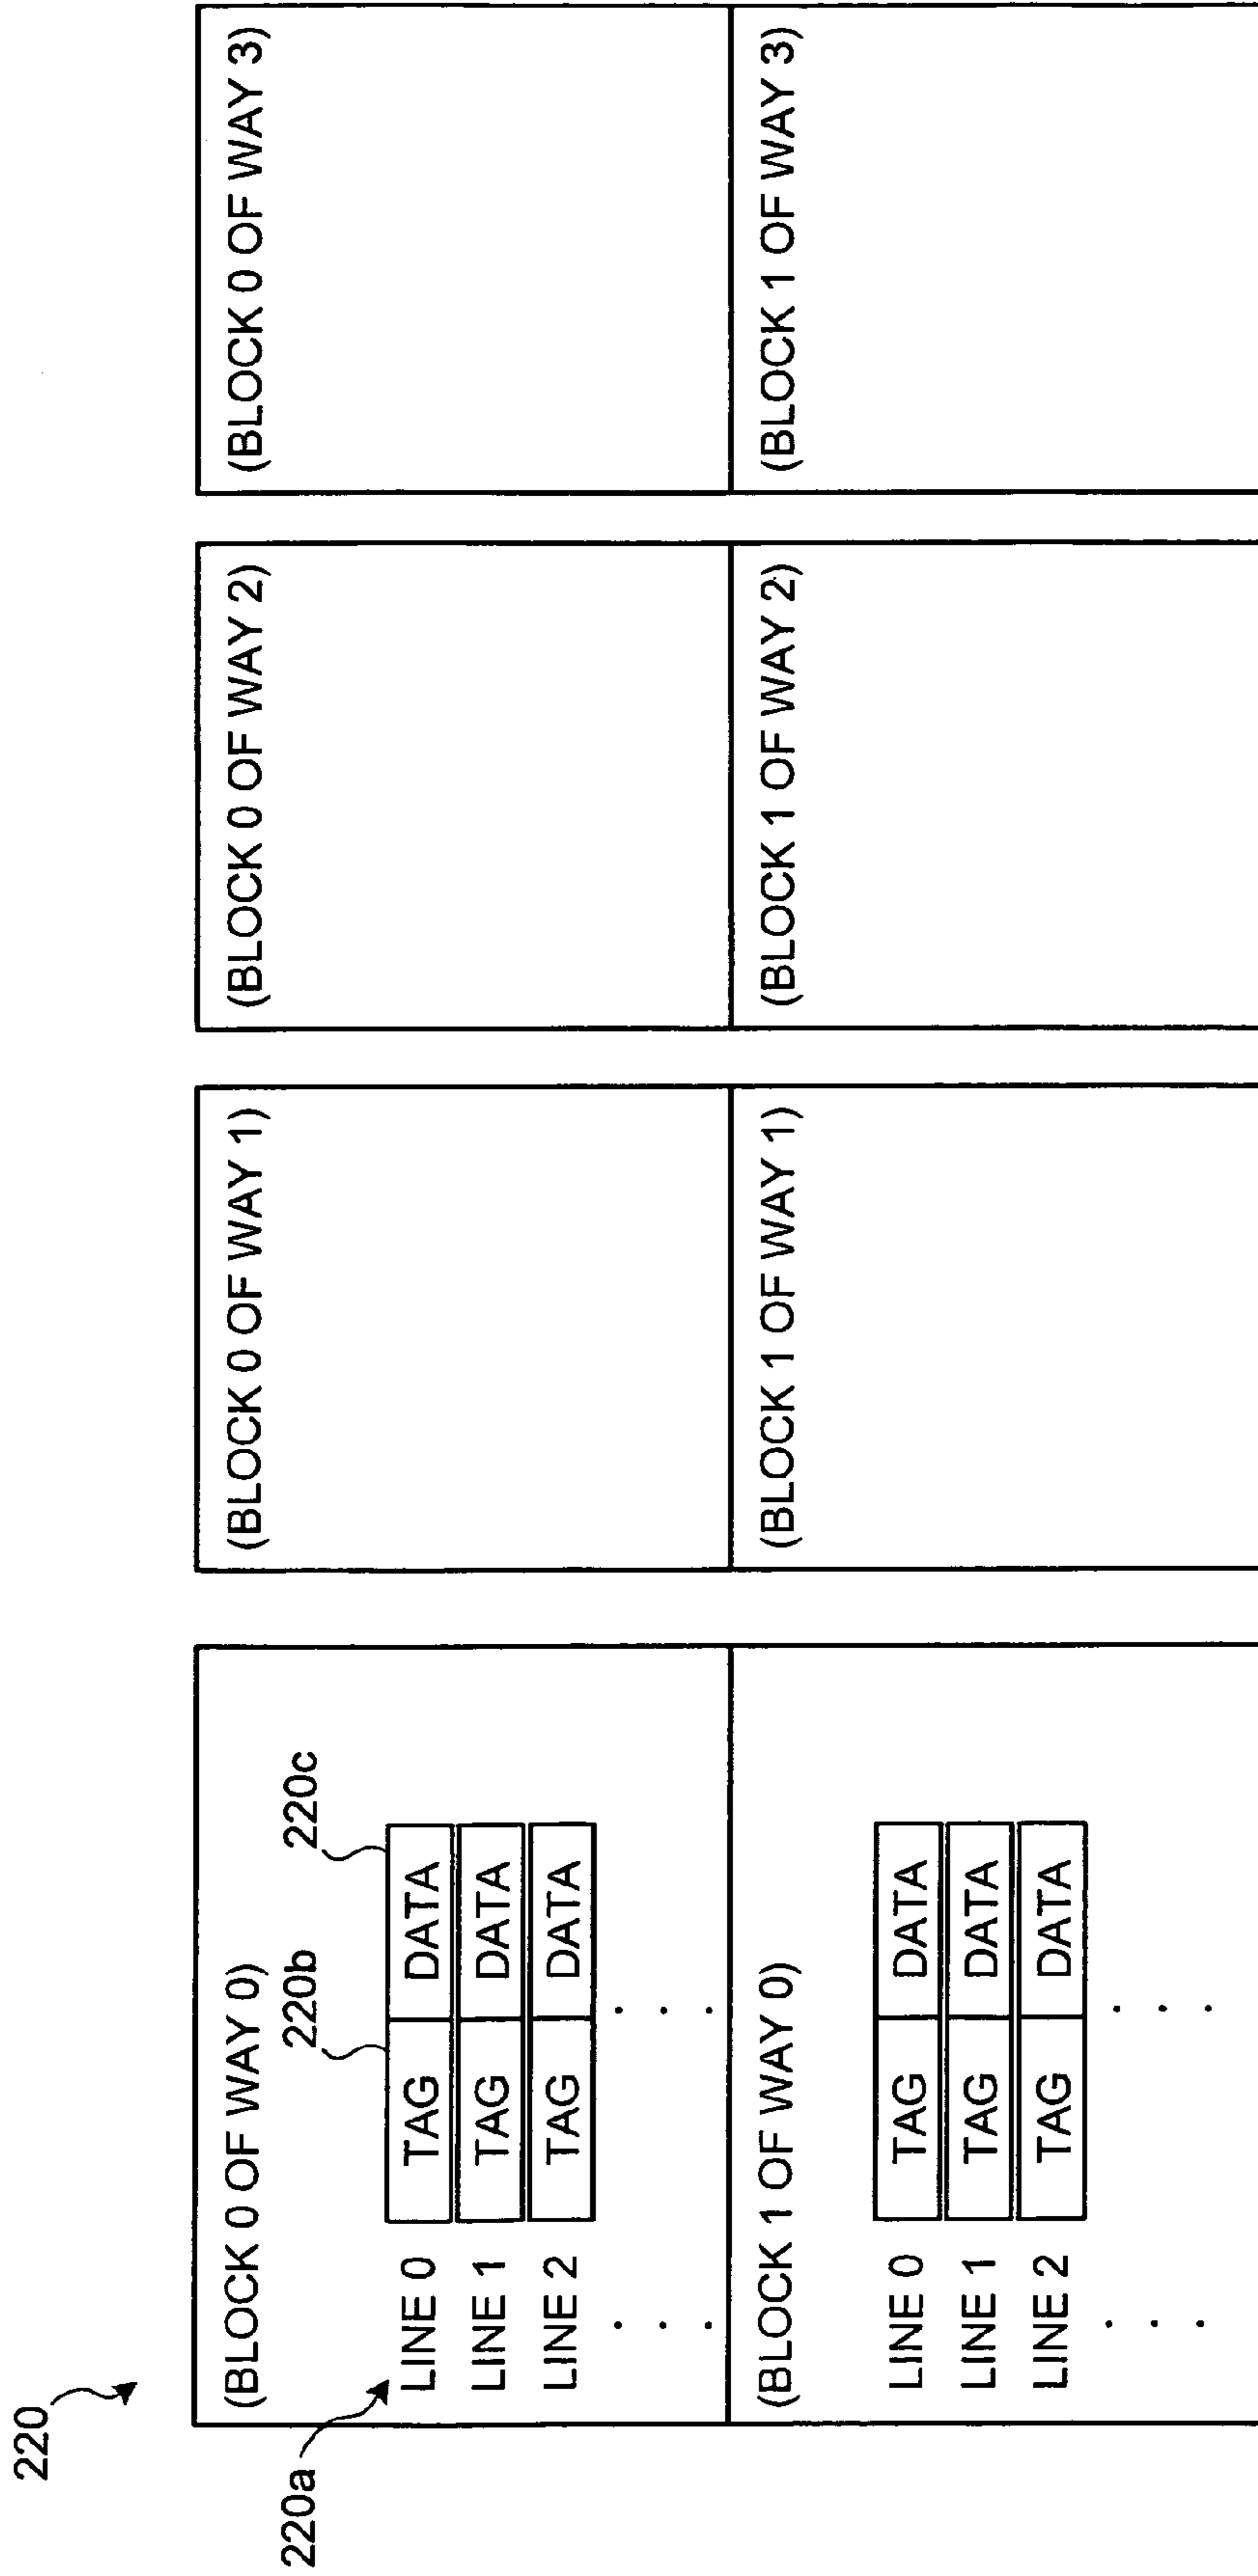 220
(BLOCK 0 OF WAY 0)
220a
220b
220c
LINE 0 TAG DATA
LINE 1 TAG DATA
LINE 2 TAG DATA
. . .
. . .
(BLOCK 1 OF WAY 0)
LINE 0 TAG DATA
LINE 1 TAG DATA
LINE 2 TAG DATA
. . .
. . .
(BLOCK 0 OF WAY 1)
(BLOCK 1 OF WAY 1)
(BLOCK 0 OF WAY 2)
(BLOCK 1 OF WAY 2)
(BLOCK 0 OF WAY 3)
(BLOCK 1 OF WAY 3)